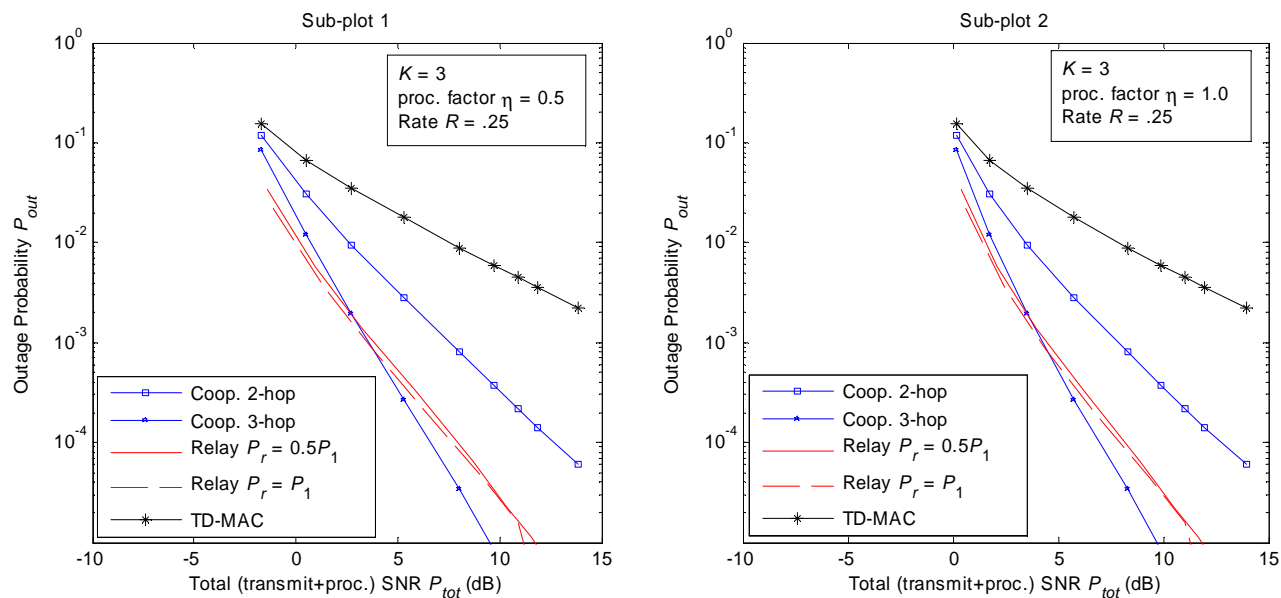 Sub-plot 1
10^0
10^-1
10^-2
10^-3
10^-4
Outage Probability P_out
K = 3
proc. factor η = 0.5
Rate R = .25
Coop. 2-hop
Coop. 3-hop
Relay P_r = 0.5P_1
Relay P_r = P_1
TD-MAC
-10 -5 0 5 10 15
Total (transmit+proc.) SNR P_tot (dB)
Sub-plot 2
10^0
10^-1
10^-2
10^-3
10^-4
Outage Probability P_out
K = 3
proc. factor η = 1.0
Rate R = .25
Coop. 2-hop
Coop. 3-hop
Relay P_r = 0.5P_1
Relay P_r = P_1
TD-MAC
-10 -5 0 5 10 15
Total (transmit+proc.) SNR P_tot (dB)